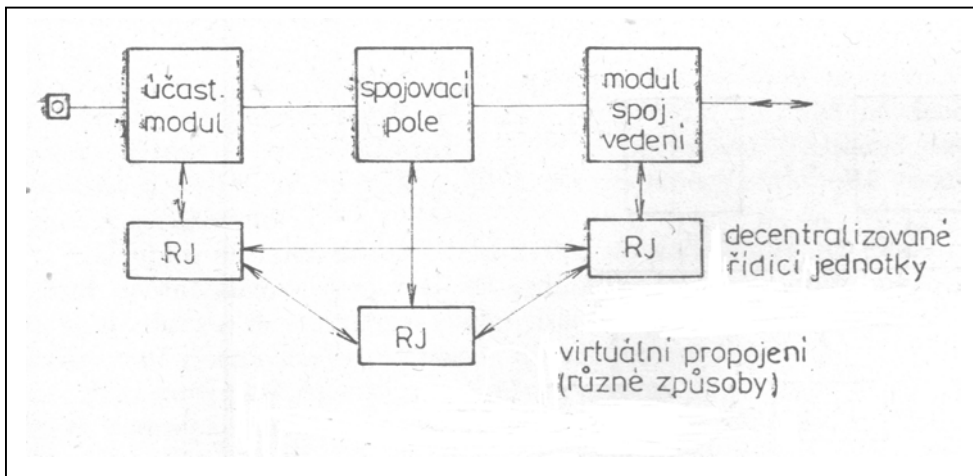 účast.
modul
spojovací
pole
modul
spoj.
vedení
RJ
RJ
decentralizované
řídicí jednotky
RJ
virtuální propojení
(různé způsoby)